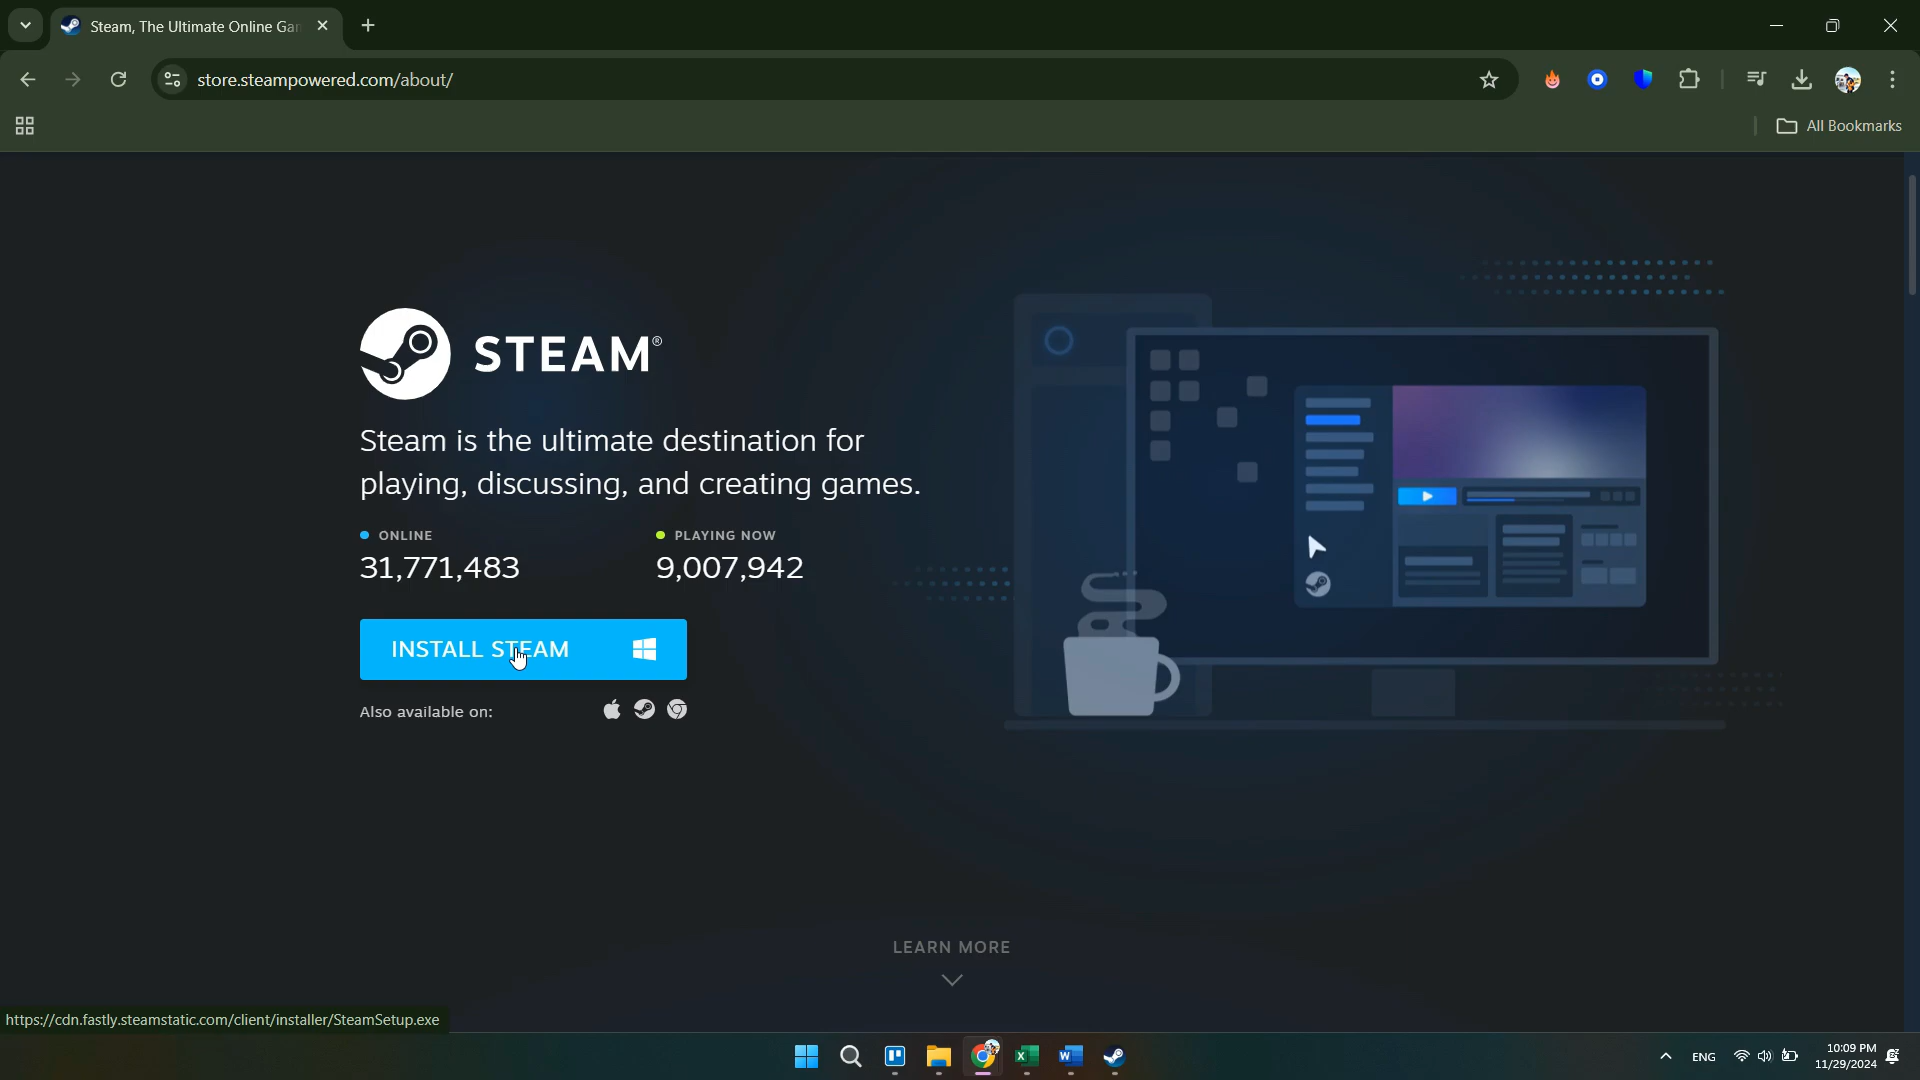 Steam, The Ultimate Online Gar
store.steampowered.com/about/
All Bookmarks
STEAM®
Steam is the ultimate destination for
playing, discussing, and creating games.
ONLINE
PLAYING NOW
31,771,483
9,007,942
INSTALL STEAM
Also available on:
LEARN MORE
https://cdn.fastly.steamstatic.com/client/installer/SteamSetup.exe
ENG
10:09 PM
11/29/2024